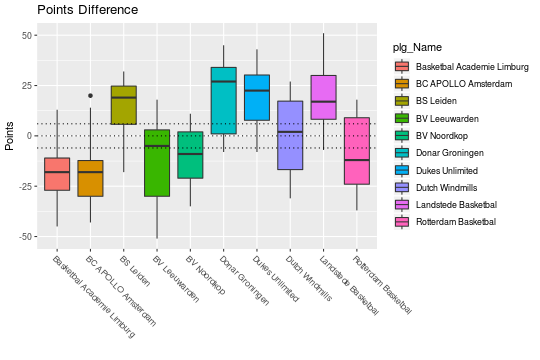 Points Difference
Points
50
25
0
-25
-50
Basketbal Academie Limburg
BC APOLLO Amsterdam
BS Leiden
BV Leeuwarden
BV Noordkop
Donar Groningen
Dukes Unlimited
Dutch Windmills
Landstede Basketbal
Rotterdam Basketbal
plg_Name
Basketbal Academie Limburg
BC APOLLO Amsterdam
BS Leiden
BV Leeuwarden
BV Noordkop
Donar Groningen
Dukes Unlimited
Dutch Windmills
Landstede Basketbal
Rotterdam Basketbal